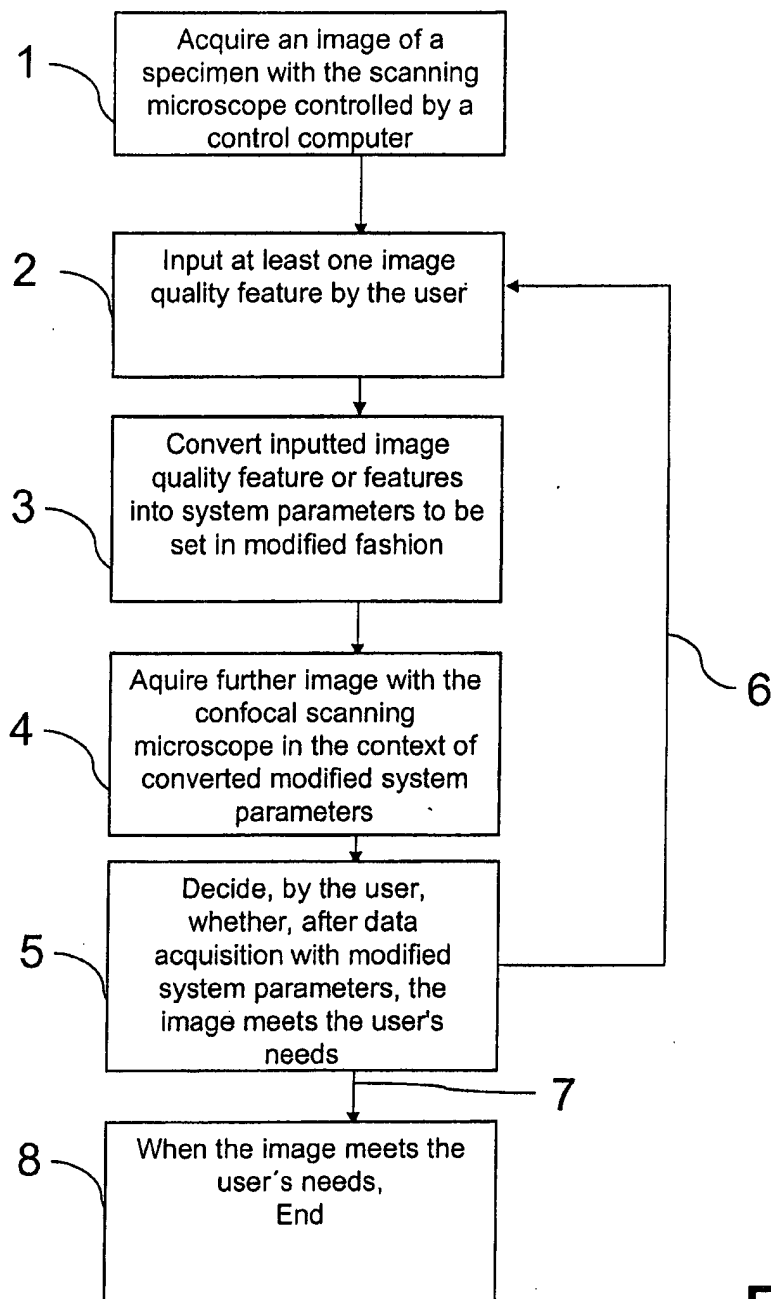 1
Acquire an image of a
specimen with the scanning
microscope controlled by a
control computer
2
Input at least one image
quality feature by the user
3
Convert inputted image
quality feature or features
into system parameters to be
set in modified fashion
4
Aquire further image with the
confocal scanning
microscope in the context of
converted modified system
parameters
6
5
Decide, by the user,
whether, after data
acquisition with modified
system parameters, the
image meets the user's
needs
7
8
When the image meets the
user´s needs,
End